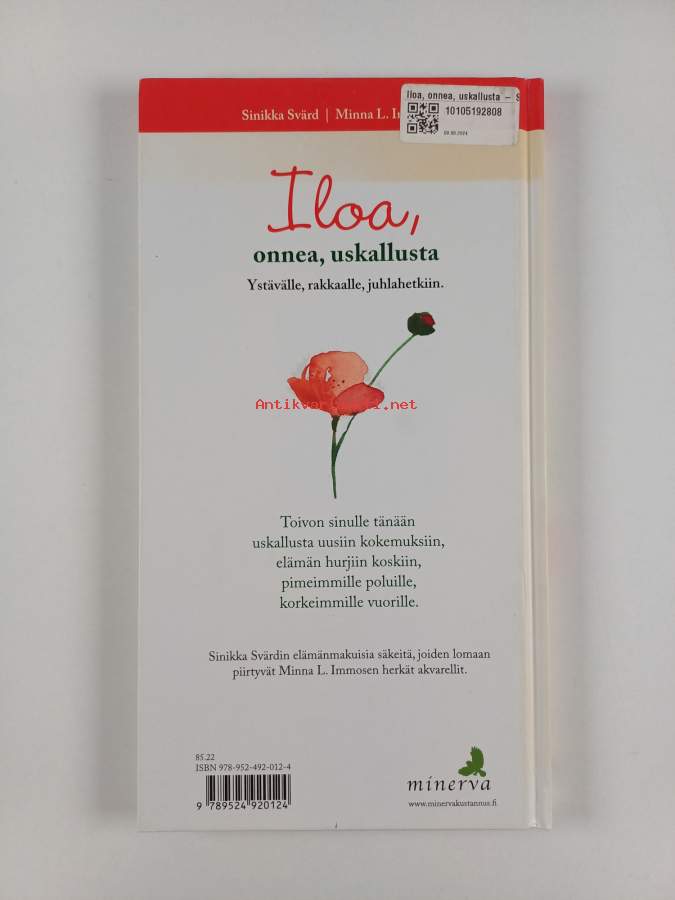 Iloa, onnea, uskallusta –
10105192808
Sinikka Svärd | Minna L.
Iloa,
onnea, uskallusta
Ystävälle, rakkaalle, juhlahetkiin.
Antikvariaatti.net
Toivon sinulle tänään
uskallusta uusiin kokemuksiin,
elämän hurjiin koskiin,
pimeimmille poluille,
korkeimmille vuorille.
Sinikka Svärdin elämänmakuisia säkeitä, joiden lomaan
piirtyvät Minna L. Immosen herkät akvarellit.
85.22
ISBN 978-952-492-012-4
9 789524 920124
minerva
www.minervakustannus.fi